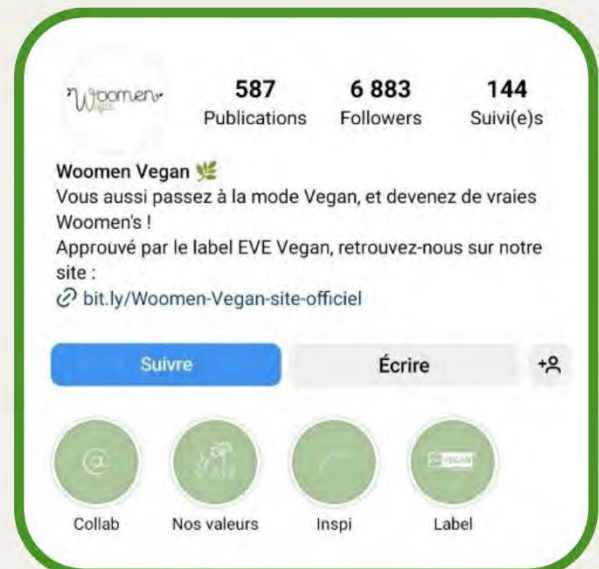 Woomen
587 6 883 144
Publications Followers Suivi(e)s
Woomen Vegan 🌿
Vous aussi passez à la mode Vegan, et devenez de vraies
Woomen's !
Approuvé par le label EVE Vegan, retrouvez-nous sur notre
site :
bit.ly/Woomen-Vegan-site-officiel
Suivre Écrire
@
VEGAN
Collab Nos valeurs Inspi Label